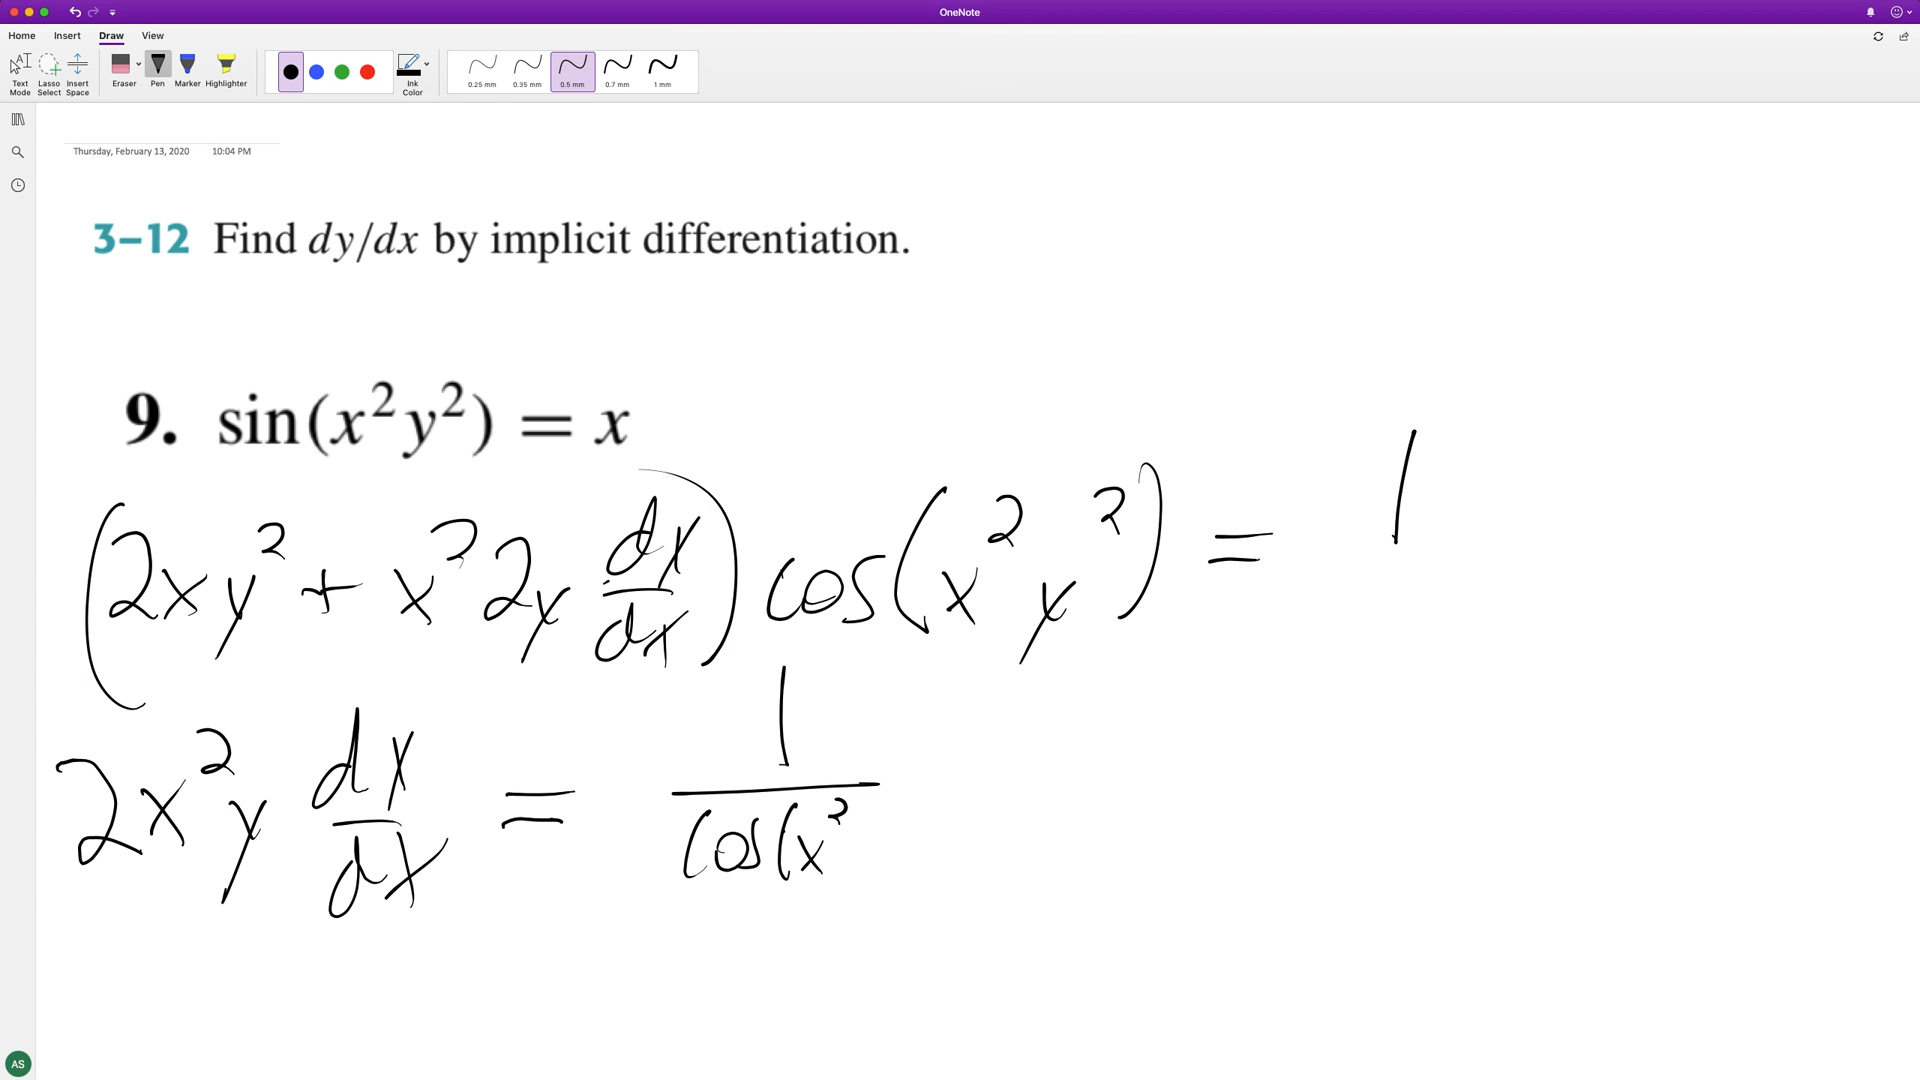 OneNote
Home Insert Draw View
Text Mode Lasso Select Insert Space Eraser Pen Marker Highlighter Ink Color 0.25 mm 0.35 mm 0.5 mm 0.7 mm 1 mm
Thursday, February 13, 2020 10:04 PM
3–12 Find dy/dx by implicit differentiation.
9. sin(x²y²) = x
(2xy² + x²2y dy/dx) cos(x²y²) = 1
2x²y dy/dx = 1/cos(x²
AS